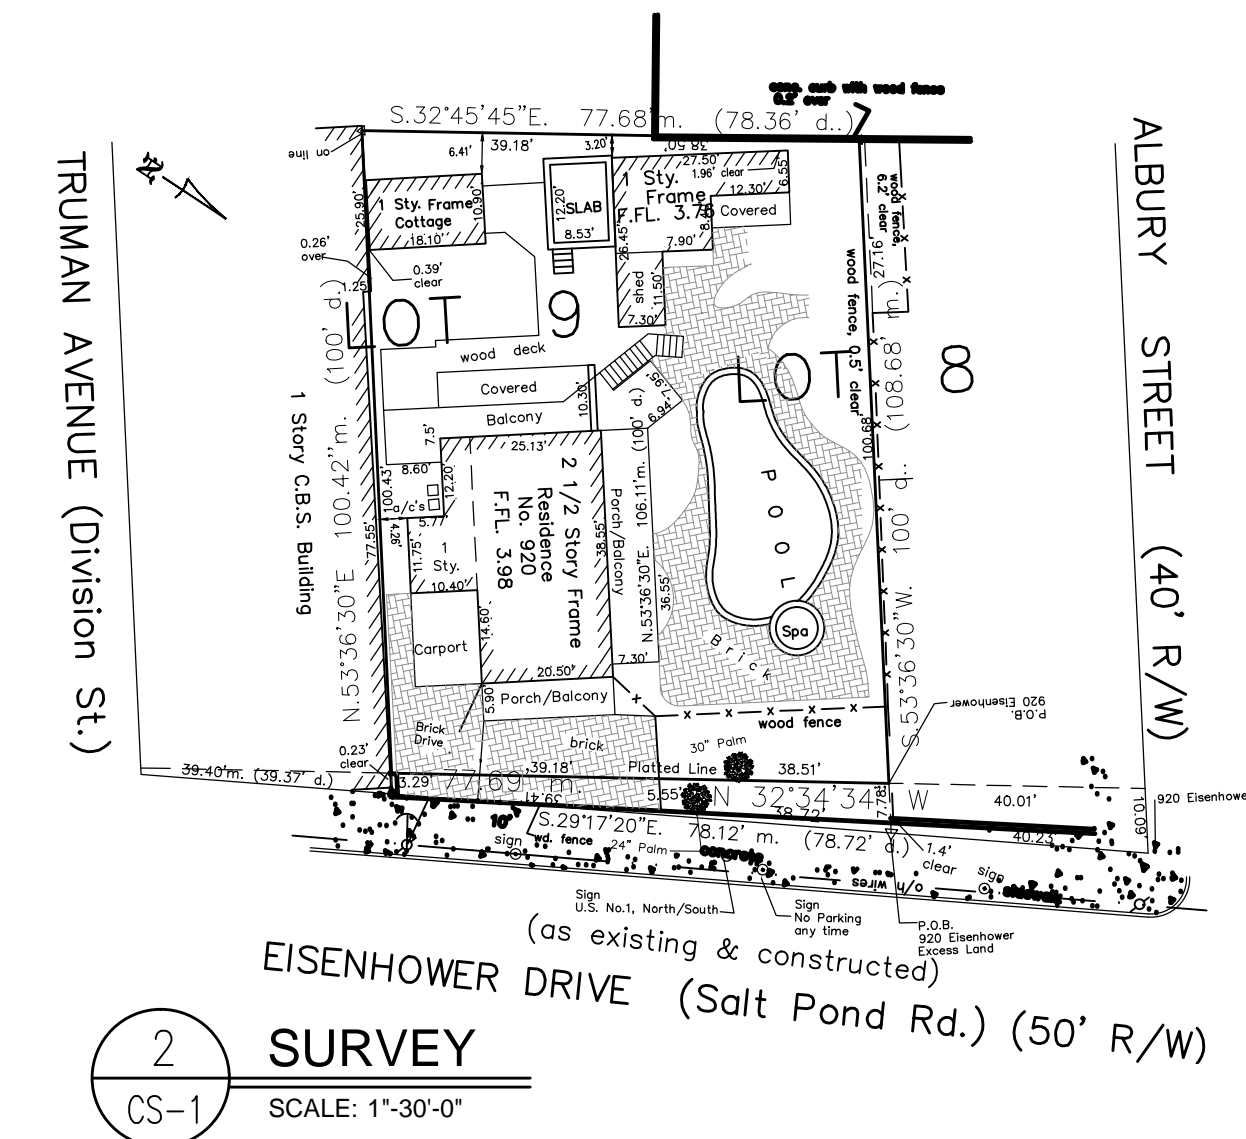 conc. curb with wood fence
0.2' over
S.32°45'45"E. 77.68'm. (78.36' d..)
on line
6.41'
39.18'
3.20'
38.50'
27.50'
1.96' clear
6.55'
12.30'
1 Sty.
Frame
F.FL. 3.78
Covered
7.90'
26.45'
1 Sty. Frame
Cottage
18.10'
10.90'
25.90'
12.20'
SLAB
8.53'
shed
11.50'
7.30'
wood fence,
6.2' clear
27.16'
0.26'
over
0.39'
clear
1.25'
LOT 9
LOT 8
wood deck
Covered
Balcony
10.30'
7.95'
6.94'
7.5'
25.13'
8.60'
12.20'
100.43'
a/c's
5.77'
4.26'
77.55'
11.75'
1
Sty.
10.40'
2 1/2 Story Frame
Residence
No. 920
F.FL. 3.98
38.55'
Porch/Balcony
N.53°36'30"E. 106.11'm. (100' d.)
36.55'
wood fence, 0.5' clear
100.68'
S.53°36'30"W. 100' d.. (108.68' m.)
POOL
Spa
Brick
Carport
14.60'
20.50'
7.30'
Porch/Balcony
5.90'
wood fence
Brick
Drive
brick
30" Palm
P.O.B.
920 Eisenhower
1 Story C.B.S. Building
N.53°36'30"E 100.42"m. (100' d.)
TRUMAN AVENUE (Division St.)
ALBURY STREET (40' R/W)
0.23'
clear
39.40'm. (39.37' d.)
3.29'
77.69' m.
39.18'
Platted Line
38.51'
39.41'
5.55'
N 32°34'34" W
38.72'
7.78'
40.01'
10.09'
920 Eisenhower
40.23'
10'
S.29°17'20"E. 78.12' m. (78.72' d.)
sign
wd. fence
24" Palm
concrete
1.4'
clear
sign
o/h wires
sidewalk
Sign
U.S. No.1, North/South
Sign
No Parking
any time
P.O.B.
920 Eisenhower
Excess Land
(as existing & constructed)
EISENHOWER DRIVE (Salt Pond Rd.) (50' R/W)
2
CS-1
SURVEY
SCALE: 1"-30'-0"